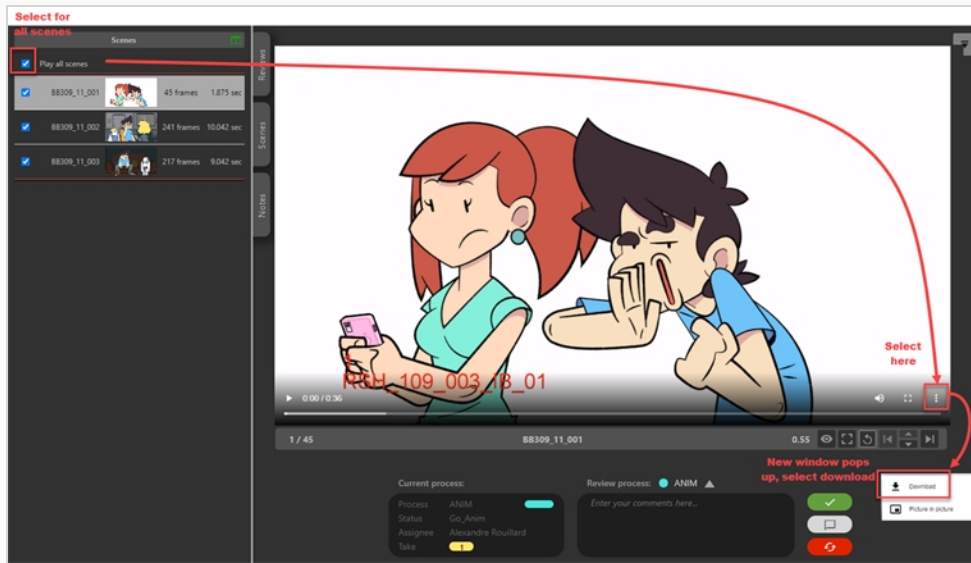 Select for
all scenes
Scenes
Play all scenes
BB309_11_001 45 frames 1.875 sec
BB309_11_002 241 frames 10.042 sec
BB309_11_003 217 frames 9.042 sec
Reviews
Scenes
Notes
RSH_109_003_IB_01
Select
here
0:00 / 0:36
1 / 45
BB309_11_001
0.55
New window pops
up, select download
Download
Picture in picture
Current process:
Process ANIM
Status Go_Anim
Assignee Alexandre Rouillard
Take 1
Review process: ANIM
Enter your comments here...